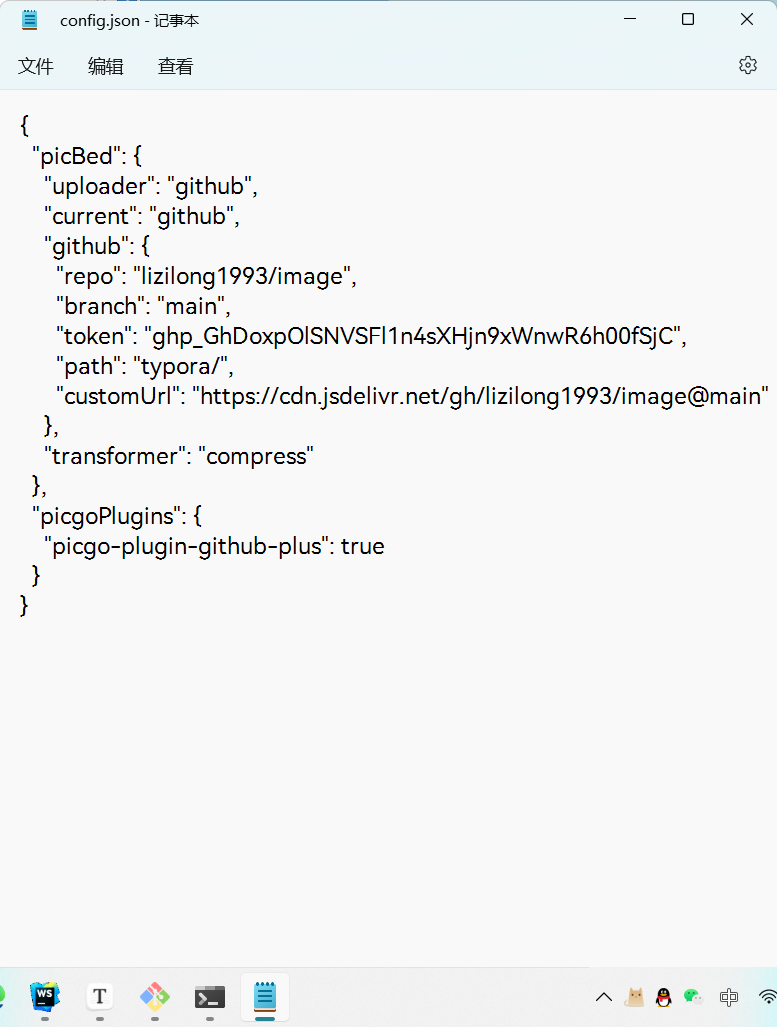 config.json - 记事本
文件 编辑 查看
{
"picBed": {
"uploader": "github",
"current": "github",
"github": {
"repo": "lizilong1993/image",
"branch": "main",
"token": "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",
"path": "typora/",
"customUrl": "https://cdn.jsdelivr.net/gh/lizilong1993/image@main"
},
"transformer": "compress"
},
"picgoPlugins": {
"picgo-plugin-github-plus": true
}
}
WS T 中